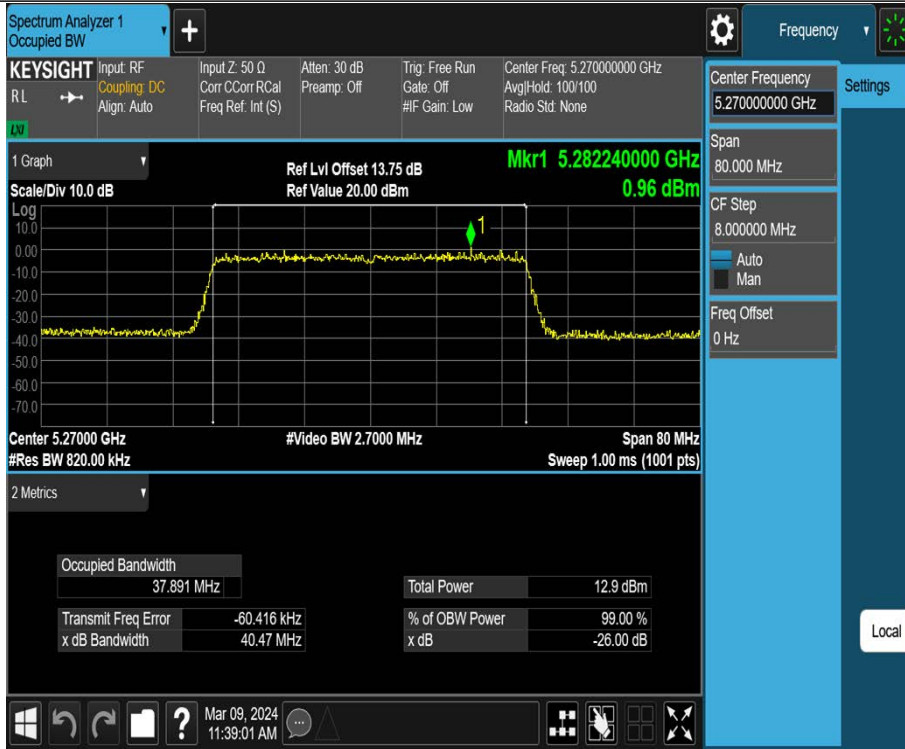 Spectrum Analyzer 1
Occupied BW
+
Frequency
KEYSIGHT
R L
LXI
Input: RF
Coupling: DC
Align: Auto
Input Z: 50 Ω
Corr CCorr RCal
Freq Ref: Int (S)
Atten: 30 dB
Preamp: Off
Trig: Free Run
Gate: Off
#IF Gain: Low
Center Freq: 5.270000000 GHz
Avg|Hold: 100/100
Radio Std: None
Center Frequency
5.270000000 GHz
Settings
Span
80.000 MHz
CF Step
8.000000 MHz
Auto
Man
Freq Offset
0 Hz
1 Graph
Scale/Div 10.0 dB
Ref Lvl Offset 13.75 dB
Ref Value 20.00 dBm
Mkr1 5.282240000 GHz
0.96 dBm
Log
10.0
0.00
-10.0
-20.0
-30.0
-40.0
-50.0
-60.0
-70.0
1
Center 5.27000 GHz
#Res BW 820.00 kHz
#Video BW 2.7000 MHz
Span 80 MHz
Sweep 1.00 ms (1001 pts)
2 Metrics
Occupied Bandwidth
37.891 MHz
Total Power 12.9 dBm
Transmit Freq Error -60.416 kHz
% of OBW Power 99.00 %
x dB Bandwidth 40.47 MHz
x dB -26.00 dB
Local
?
Mar 09, 2024
11:39:01 AM